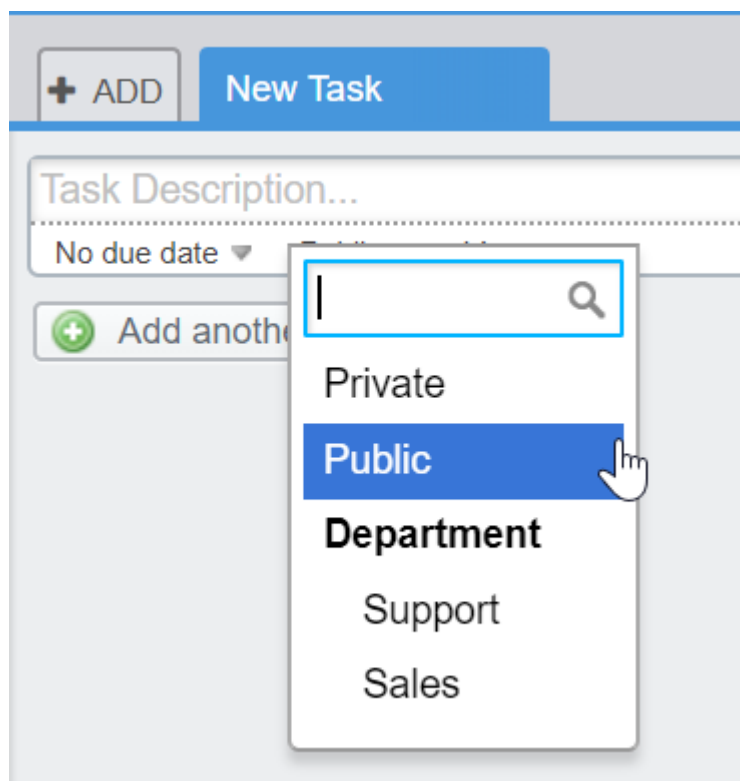 ADD
New Task
Task Description...
No due date
Add anothe
Private
Public
Department
Support
Sales